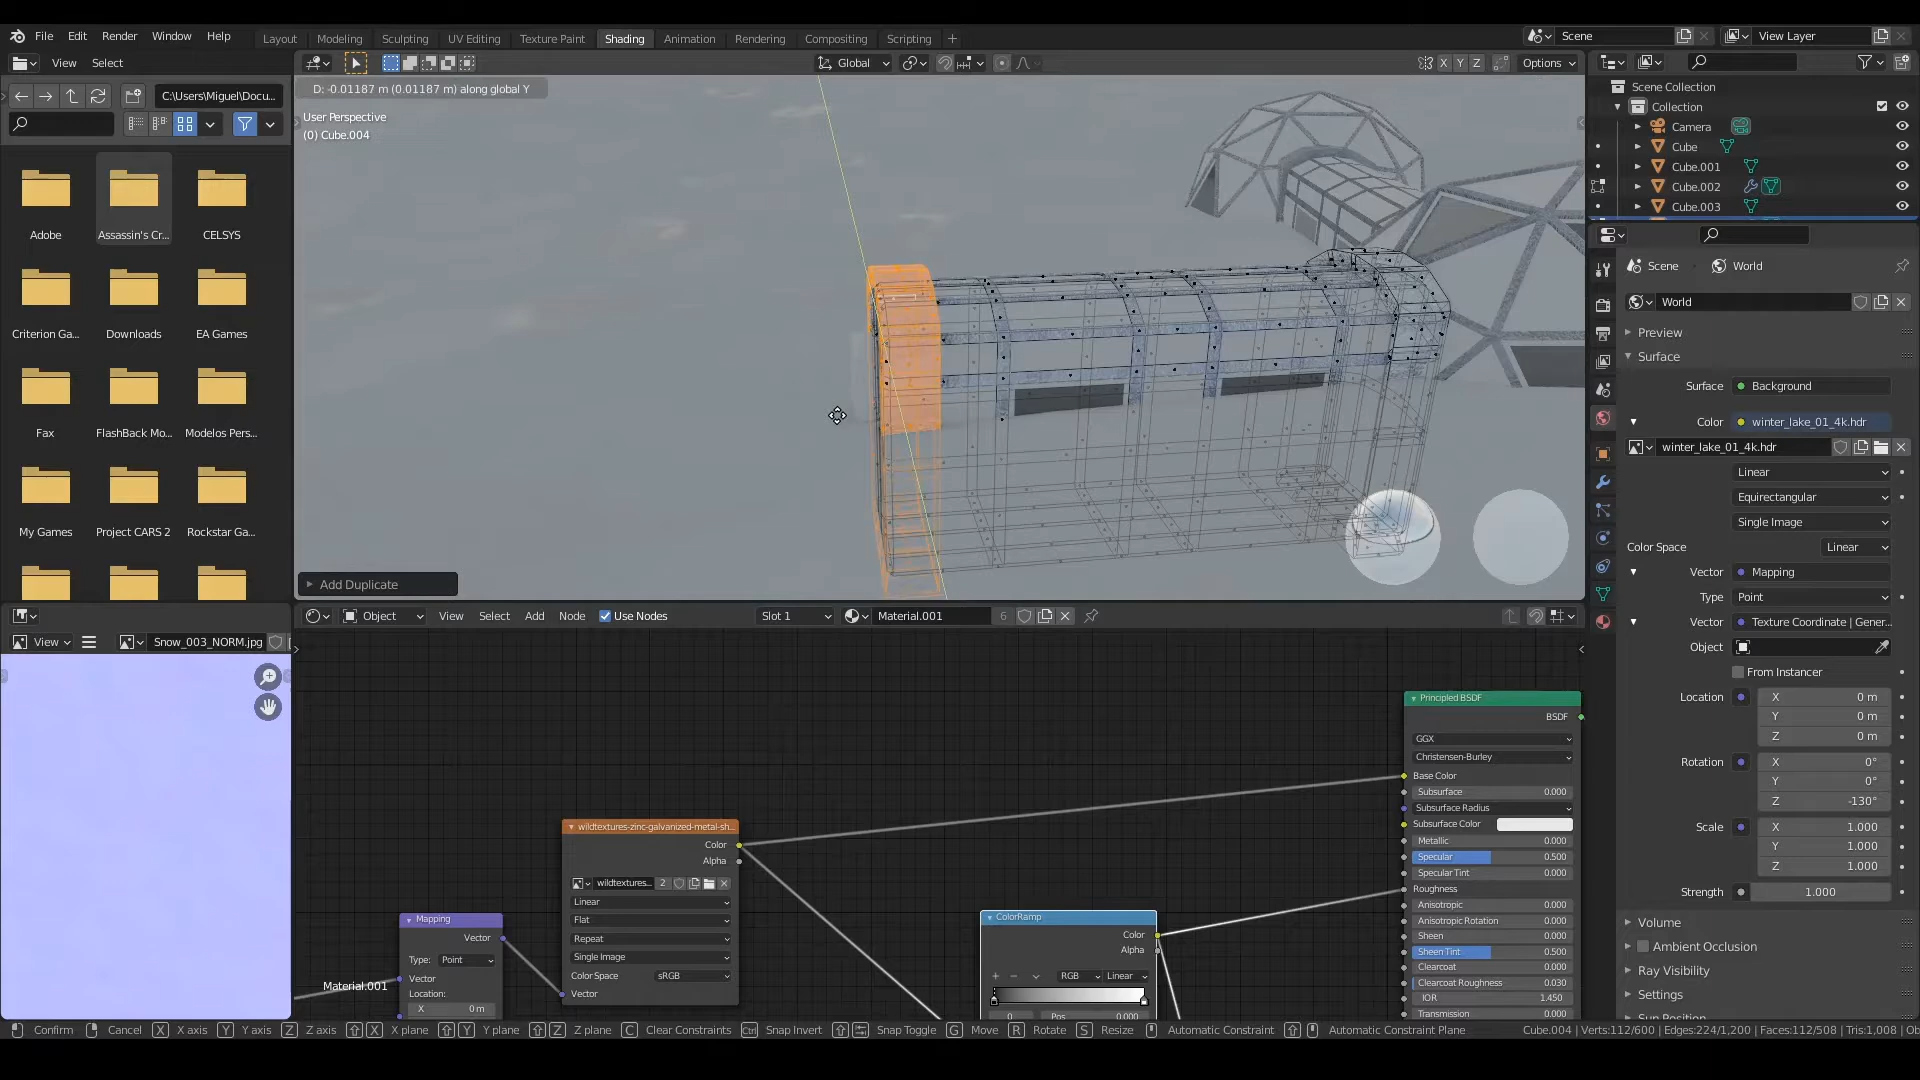 File Edit Render Window Help
Layout Modeling Sculpting UV Editing Texture Paint Shading Animation Rendering Compositing Scripting
Scene
View Layer
View Select
Global
X Y Z
Options
C:\Users\Miguel\Docu...
Adobe
Assassin's Cr...
CELSYS
Criterion Ga...
Downloads
EA Games
Fax
FlashBack Mo...
Modelos Pers...
My Games
Project CARS 2
Rockstar Ga...
D: -0.01187 m (0.01187 m) along global Y
User Perspective
(0) Cube.004
Add Duplicate
Scene Collection
Collection
Camera
Cube
Cube.001
Cube.002
Cube.003
Scene World
World
Preview
Surface
Surface Background
Color winter_lake_01_4k.hdr
winter_lake_01_4k.hdr
Linear
Equirectangular
Single Image
Color Space Linear
Vector Mapping
Type Point
Vector Texture Coordinate | Gener...
Object
From Instancer
Location X 0 m
Y 0 m
Z 0 m
Rotation X 0°
Y 0°
Z -130°
Scale X 1.000
Y 1.000
Z 1.000
Strength 1.000
Volume
Ambient Occlusion
Ray Visibility
Settings
View
Snow_003_NORM.jpg
Object View Select Add Node Use Nodes Slot 1 Material.001 6
Mapping
Vector
Type: Point
Vector
Location:
X 0 m
Material.001
wildtextures-zinc-galvanized-metal-sh...
Color
Alpha
wildtextures... 2
Linear
Flat
Repeat
Single Image
Color Space sRGB
Vector
ColorRamp
Color
Alpha
RGB Linear
0 Pos 0.000
Principled BSDF
BSDF
GGX
Christensen-Burley
Base Color
Subsurface 0.000
Subsurface Radius
Subsurface Color
Metallic 0.000
Specular 0.500
Specular Tint 0.000
Roughness
Anisotropic 0.000
Anisotropic Rotation 0.000
Sheen 0.000
Sheen Tint 0.500
Clearcoat 0.000
Clearcoat Roughness 0.030
IOR 1.450
Transmission 0.000
Confirm Cancel X X axis Y Y axis Z Z axis X X plane Y Y plane Z Z plane C Clear Constraints Ctrl Snap Invert Snap Toggle G Move R Rotate S Resize Automatic Constraint Automatic Constraint Plane
Cube.004 | Verts:112/600 | Edges:224/1,200 | Faces:112/508 | Tris:1,008 | Ob